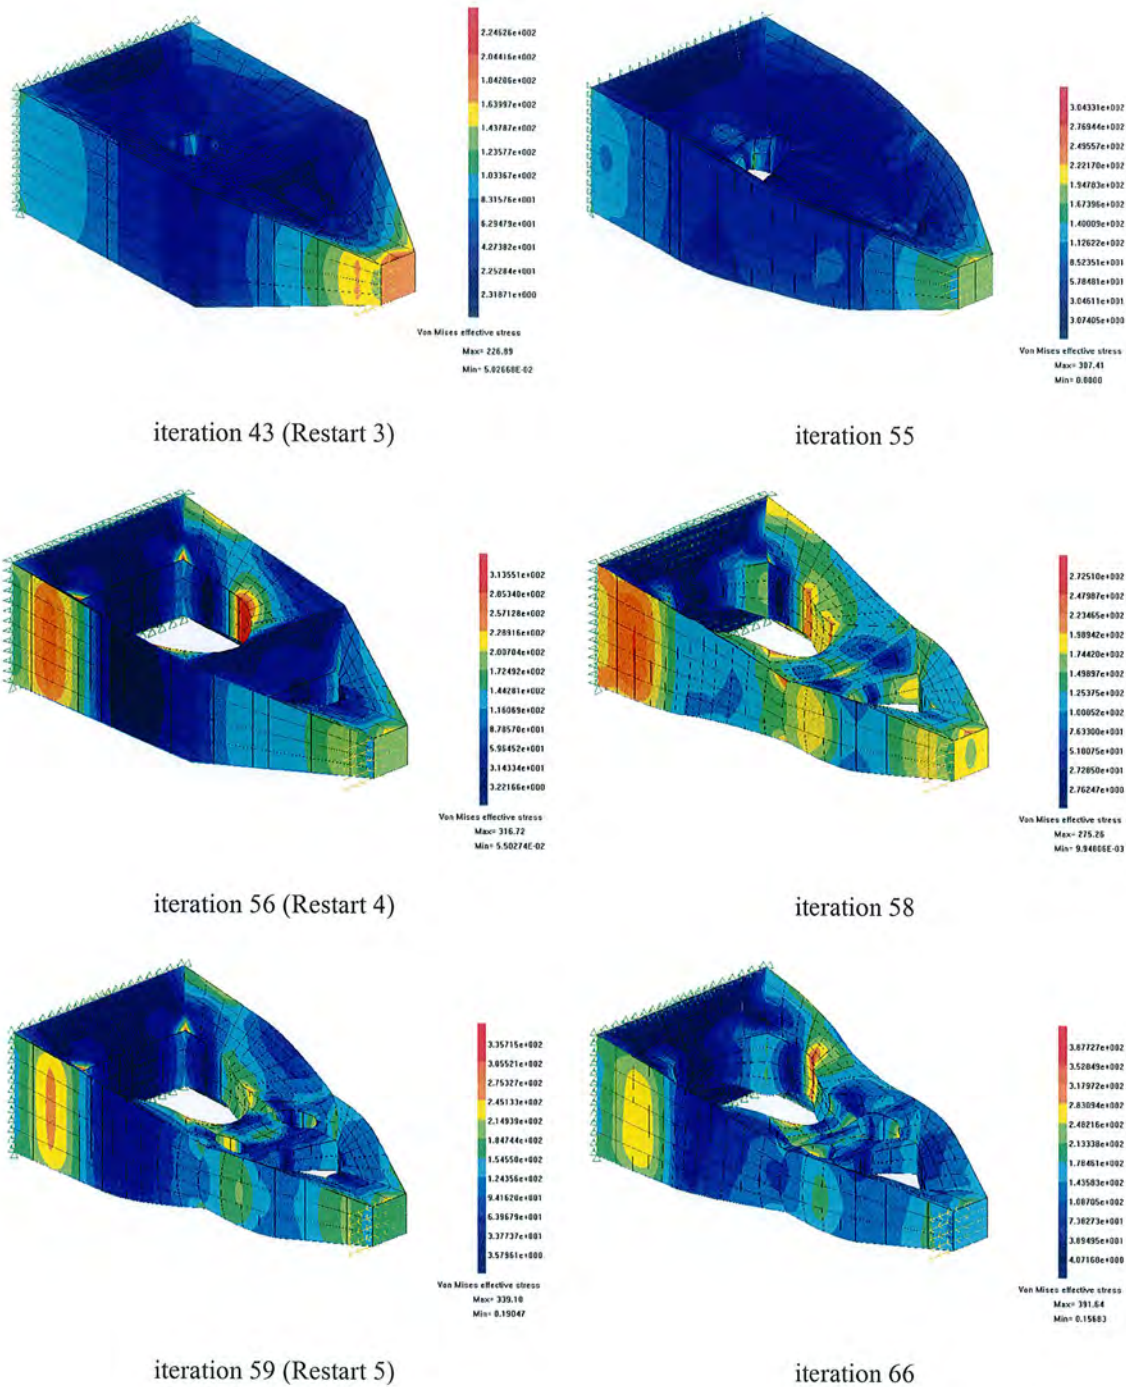 2.24526e+002
2.04416e+002
1.84206e+002
1.63997e+002
1.43787e+002
1.23577e+002
1.03367e+002
8.31576e+001
6.29479e+001
4.27382e+001
2.25284e+001
2.31871e+000
Von Mises effective stress
Max= 226.89
Min= 5.02668E-02
iteration 43 (Restart 3)
3.04331e+002
2.76944e+002
2.49557e+002
2.22170e+002
1.94783e+002
1.67396e+002
1.40009e+002
1.12622e+002
8.52351e+001
5.78481e+001
3.04611e+001
3.07405e+000
Von Mises effective stress
Max= 307.41
Min= 0.0000
iteration 55
3.13551e+002
2.85340e+002
2.57128e+002
2.28916e+002
2.00704e+002
1.72492e+002
1.44281e+002
1.16069e+002
8.78570e+001
5.96452e+001
3.14334e+001
3.22166e+000
Von Mises effective stress
Max= 316.72
Min= 5.50274E-02
iteration 56 (Restart 4)
2.72510e+002
2.47987e+002
2.23465e+002
1.98942e+002
1.74420e+002
1.49897e+002
1.25375e+002
1.00852e+002
7.63300e+001
5.18075e+001
2.72850e+001
2.76247e+000
Von Mises effective stress
Max= 275.26
Min= 9.94806E-03
iteration 58
3.35715e+002
3.05521e+002
2.75327e+002
2.45133e+002
2.14939e+002
1.84744e+002
1.54550e+002
1.24356e+002
9.41620e+001
6.39679e+001
3.37737e+001
3.57961e+000
Von Mises effective stress
Max= 339.10
Min= 0.19047
iteration 59 (Restart 5)
3.87727e+002
3.52849e+002
3.17972e+002
2.83094e+002
2.48216e+002
2.13338e+002
1.78461e+002
1.43583e+002
1.08705e+002
7.38273e+001
3.89495e+001
4.07160e+000
Von Mises effective stress
Max= 391.64
Min= 0.15683
iteration 66